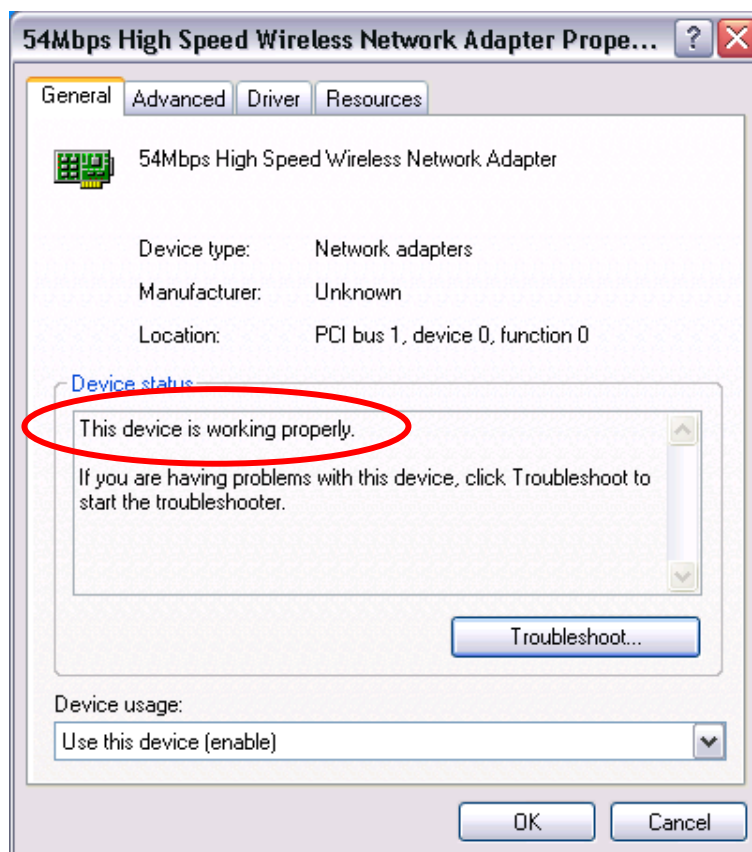 54Mbps High Speed Wireless Network Adapter Prope...
General Advanced Driver Resources
54Mbps High Speed Wireless Network Adapter
Device type: Network adapters
Manufacturer: Unknown
Location: PCI bus 1, device 0, function 0
Device status
This device is working properly.
If you are having problems with this device, click Troubleshoot to
start the troubleshooter.
Troubleshoot...
Device usage:
Use this device (enable)
OK Cancel